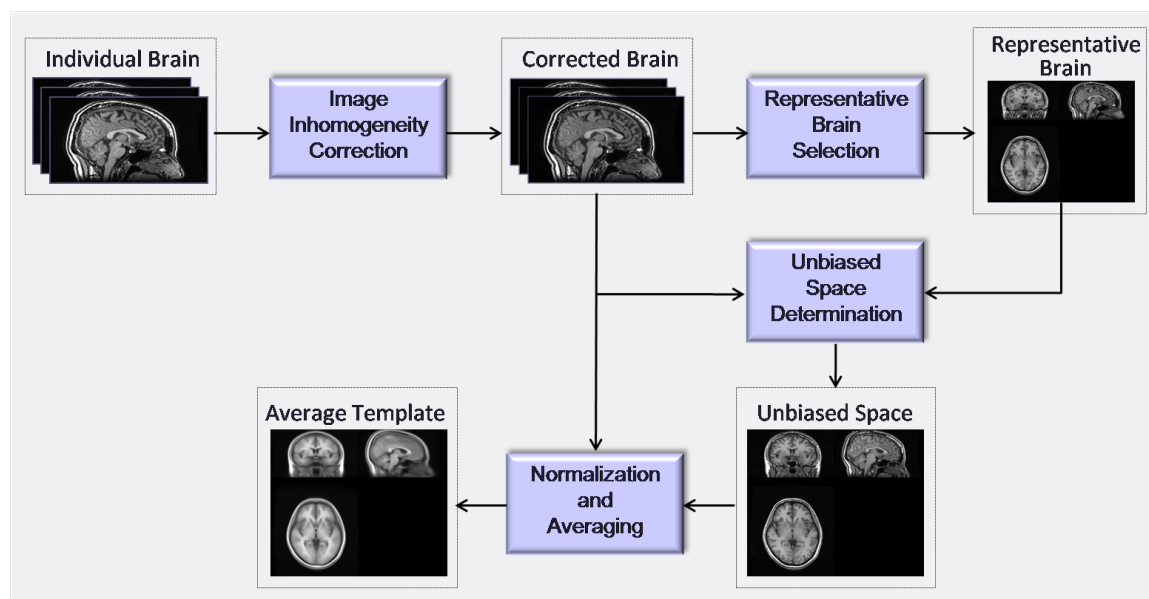 Individual Brain
Image
Inhomogeneity
Correction
Corrected Brain
Representative
Brain
Selection
Representative
Brain
Unbiased
Space
Determination
Average Template
Normalization
and
Averaging
Unbiased Space